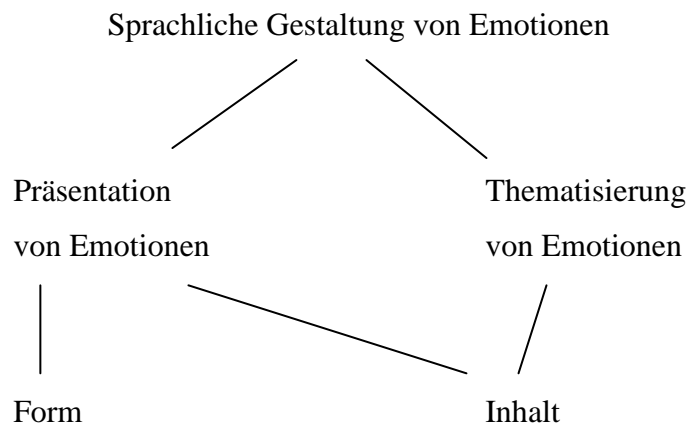 Sprachliche Gestaltung von Emotionen
Präsentation
von Emotionen
Thematisierung
von Emotionen
Form
Inhalt